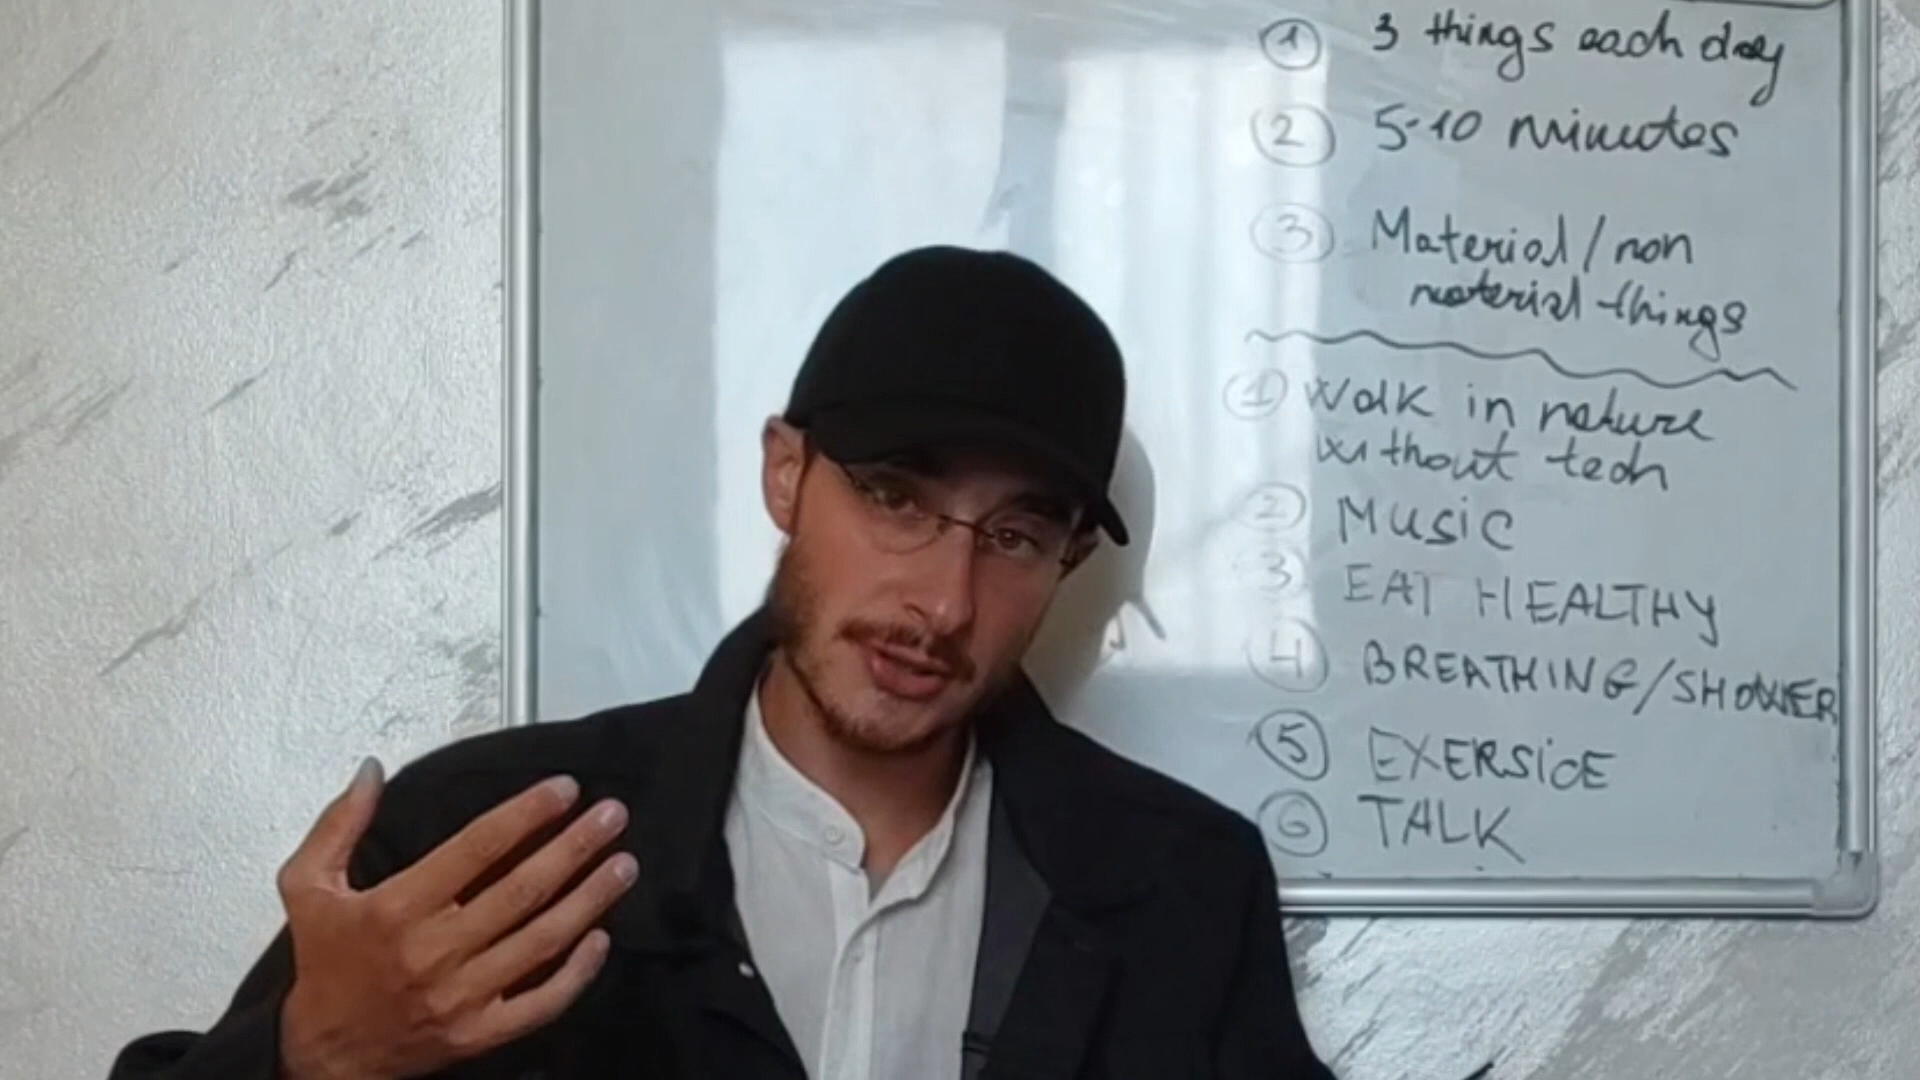 1 3 things each day
2 5-10 minutes
3 Material/non
material things
1 Walk in nature
without tech
2 MUSIC
3 EAT HEALTHY
4 BREATHING/SHOWER
5 EXERSICE
6 TALK